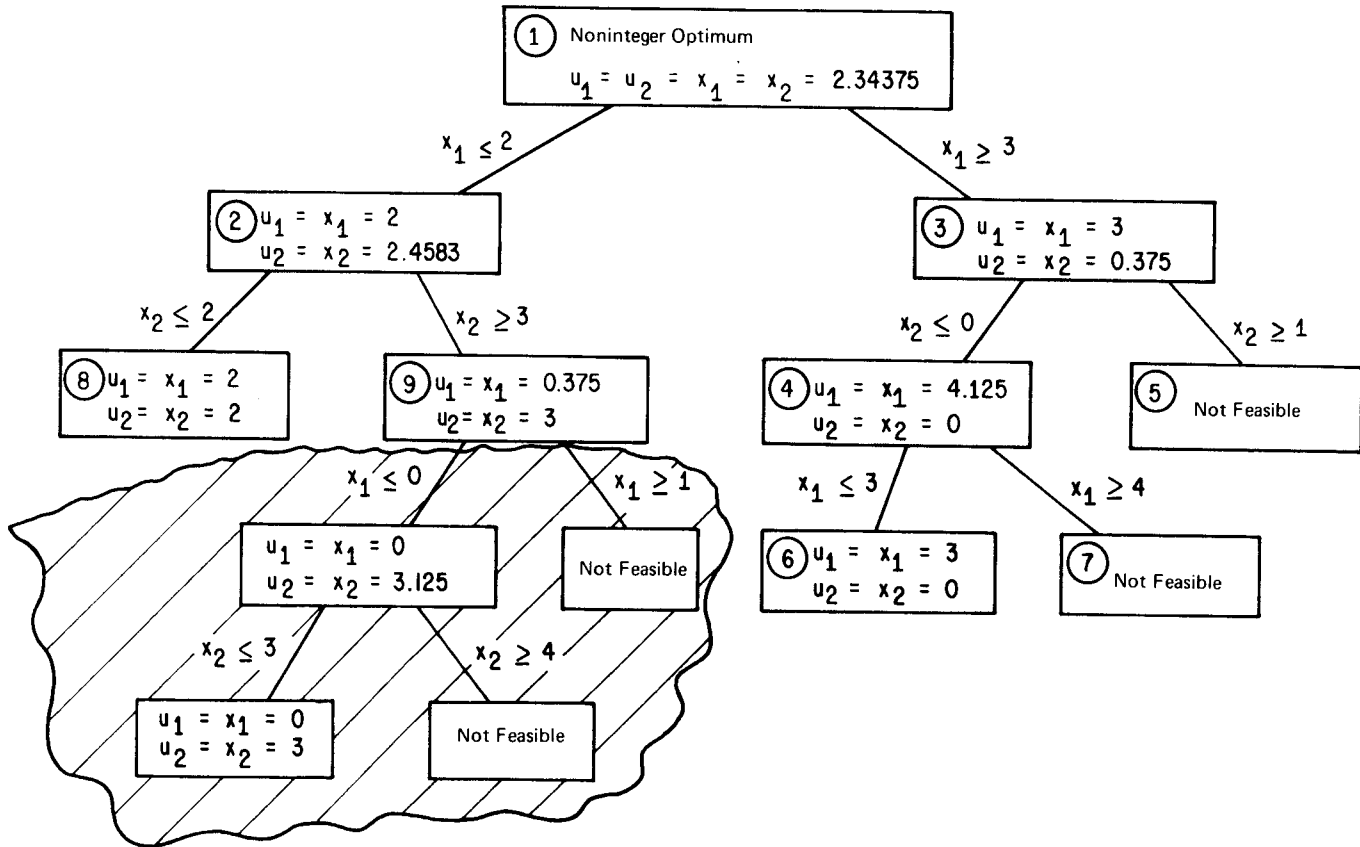 1 Noninteger Optimum
u₁ = u₂ = x₁ = x₂ = 2.34375
x₁ ≤ 2
x₁ ≥ 3
2 u₁ = x₁ = 2
u₂ = x₂ = 2.4583
3 u₁ = x₁ = 3
u₂ = x₂ = 0.375
x₂ ≤ 2
x₂ ≥ 3
x₂ ≤ 0
x₂ ≥ 1
8 u₁ = x₁ = 2
u₂ = x₂ = 2
9 u₁ = x₁ = 0.375
u₂ = x₂ = 3
4 u₁ = x₁ = 4.125
u₂ = x₂ = 0
5 Not Feasible
x₁ ≤ 0
x₁ ≥ 1
x₁ ≤ 3
x₁ ≥ 4
u₁ = x₁ = 0
u₂ = x₂ = 3.125
Not Feasible
6 u₁ = x₁ = 3
u₂ = x₂ = 0
7 Not Feasible
x₂ ≤ 3
x₂ ≥ 4
u₁ = x₁ = 0
u₂ = x₂ = 3
Not Feasible